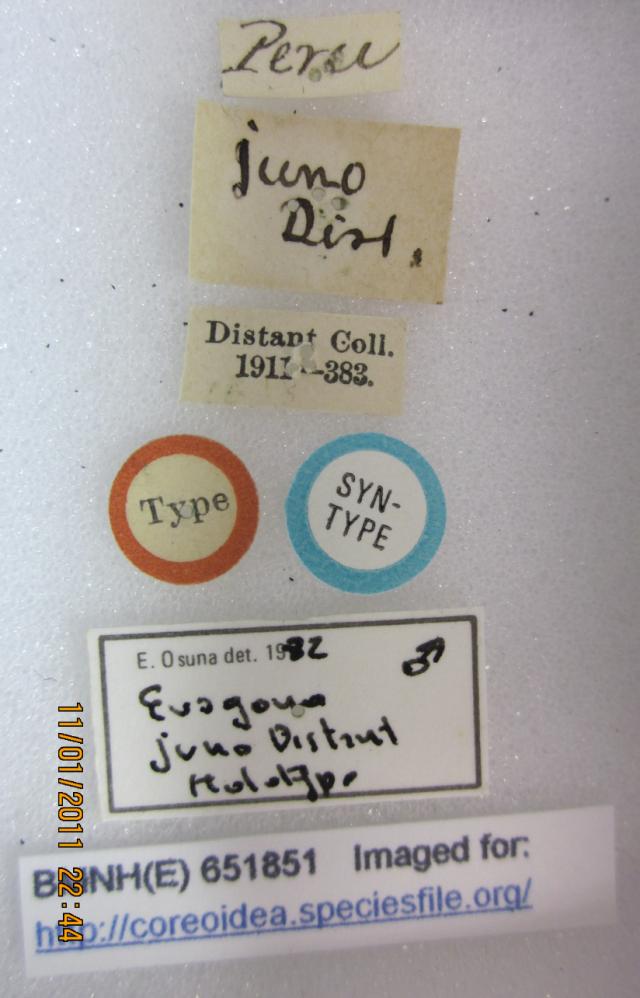 Peru
juno
Dist.
Distant Coll.
1911—383.
Type
SYN-
TYPE
E. Osuna det. 1982 ♂
Evagona
juno Distant
Holotype
BMNH(E) 651851 Imaged for:
http://coreoidea.speciesfile.org/
11/01/2011 22:44